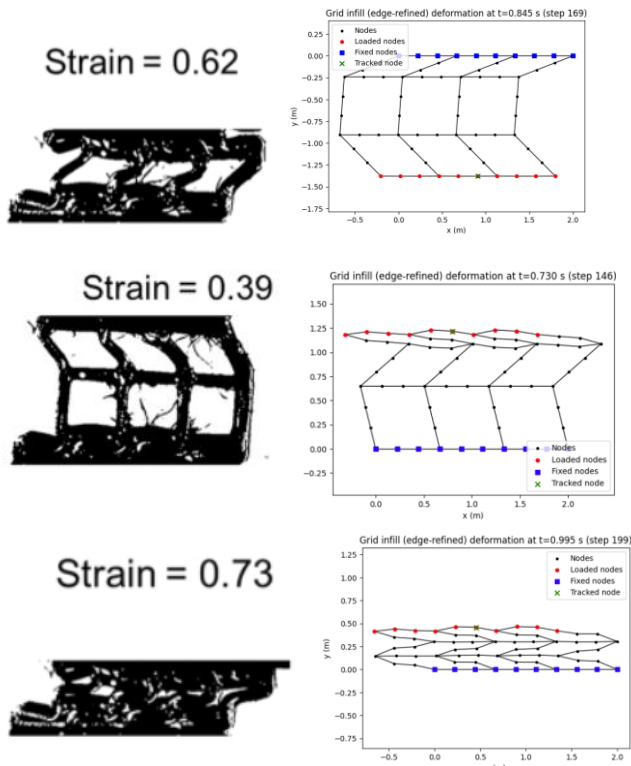 Strain = 0.62
Grid infill (edge-refined) deformation at t=0.845 s (step 169)
Nodes
Loaded nodes
Fixed nodes
Tracked node
0.00
-0.25
-0.50
-0.75
-1.00
-1.25
-1.50
-1.75
y (m)
-0.5 0.0 0.5 1.0 1.5 2.0
x (m)
Strain = 0.39
Grid infill (edge-refined) deformation at t=0.730 s (step 146)
1.50
1.25
1.00
0.75
0.50
0.25
0.00
-0.25
y (m)
Nodes
Loaded nodes
Fixed nodes
Tracked node
0.0 0.5 1.0 1.5 2.0
x (m)
Strain = 0.73
Grid infill (edge-refined) deformation at t=0.995 s (step 199)
Nodes
Loaded nodes
Fixed nodes
Tracked node
1.25
1.00
0.75
0.50
0.25
0.00
-0.25
-0.50
-0.75
y (m)
-0.5 0.0 0.5 1.0 1.5 2.0